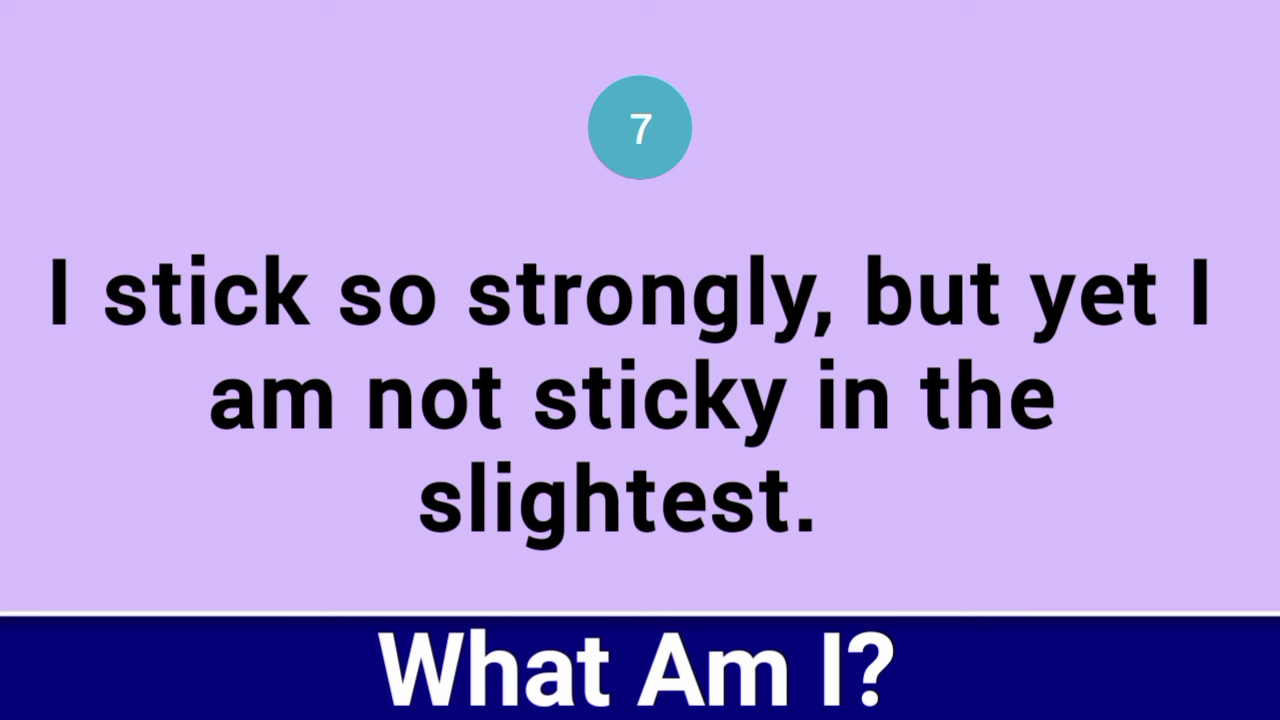 7
I stick so strongly, but yet I
am not sticky in the
slightest.
What Am I?